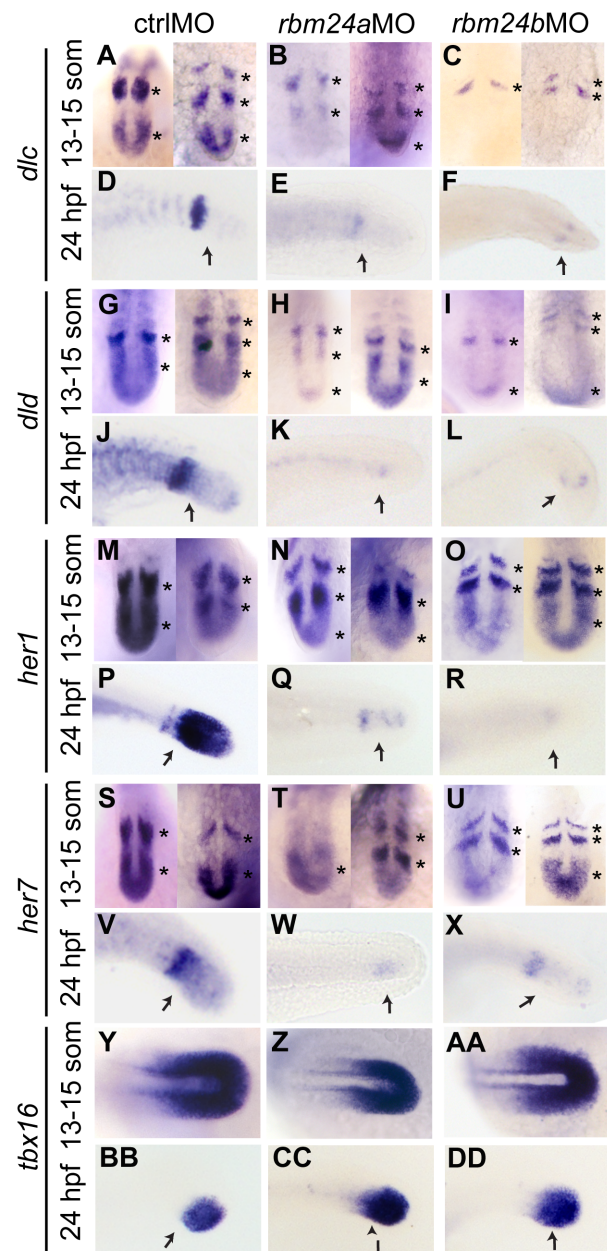 ctrlMO rbm24aMO rbm24bMO
dlc
13-15 som
A * * * * *
B * * * * *
C * * *
24 hpf
D
E
F
dld
13-15 som
G * * * * *
H * * * * *
I * * * * *
24 hpf
J
K
L
her1
13-15 som
M * * * *
N * * * * *
O * * * *
24 hpf
P
Q
R
her7
13-15 som
S * * * *
T * * *
U * * * * *
24 hpf
V
W
X
tbx16
13-15 som
Y
Z
AA
24 hpf
BB
CC
DD